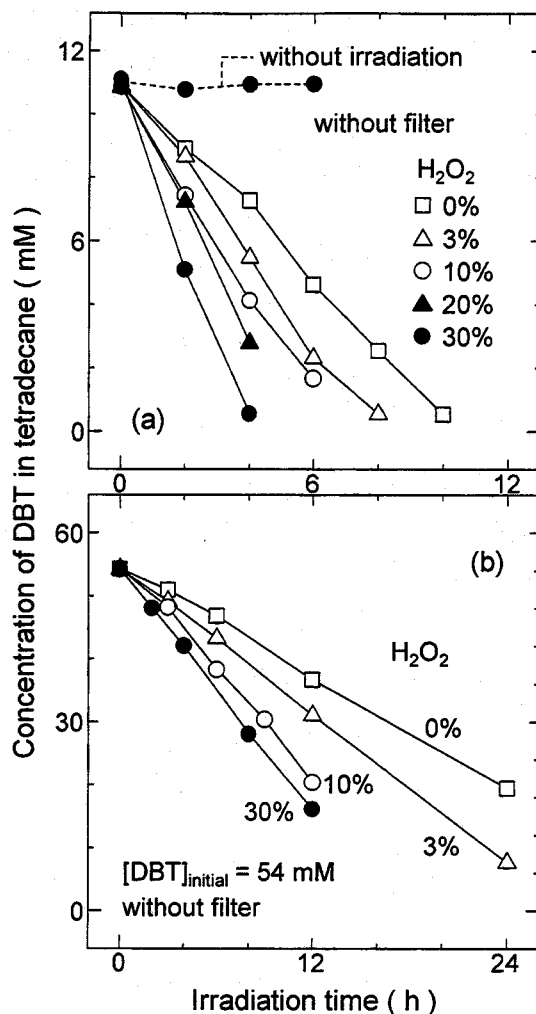 12
without irradiation
without filter
H₂O₂
0%
6
3%
10%
20%
30%
0
(a)
0
6
12
60
(b)
H₂O₂
30
0%
10%
30%
3%
[DBT]initial = 54 mM
0
without filter
0
12
24
Irradiation time ( h )
Concentration of DBT in tetradecane ( mM )